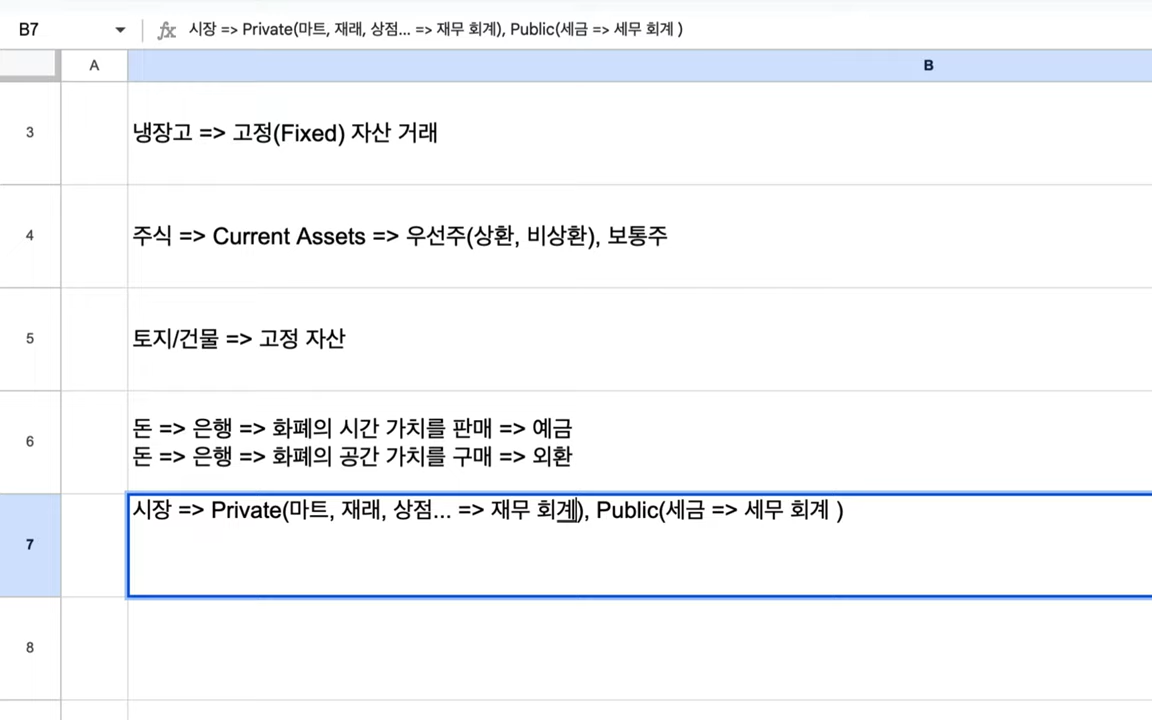 B7
fx 시장 => Private(마트, 재래, 상점... => 재무 회계), Public(세금 => 세무 회계 )
A
B
3
냉장고 => 고정(Fixed) 자산 거래
4
주식 => Current Assets => 우선주(상환, 비상환), 보통주
5
토지/건물 => 고정 자산
6
돈 => 은행 => 화폐의 시간 가치를 판매 => 예금
돈 => 은행 => 화폐의 공간 가치를 구매 => 외환
7
시장 => Private(마트, 재래, 상점... => 재무 회계), Public(세금 => 세무 회계 )
8